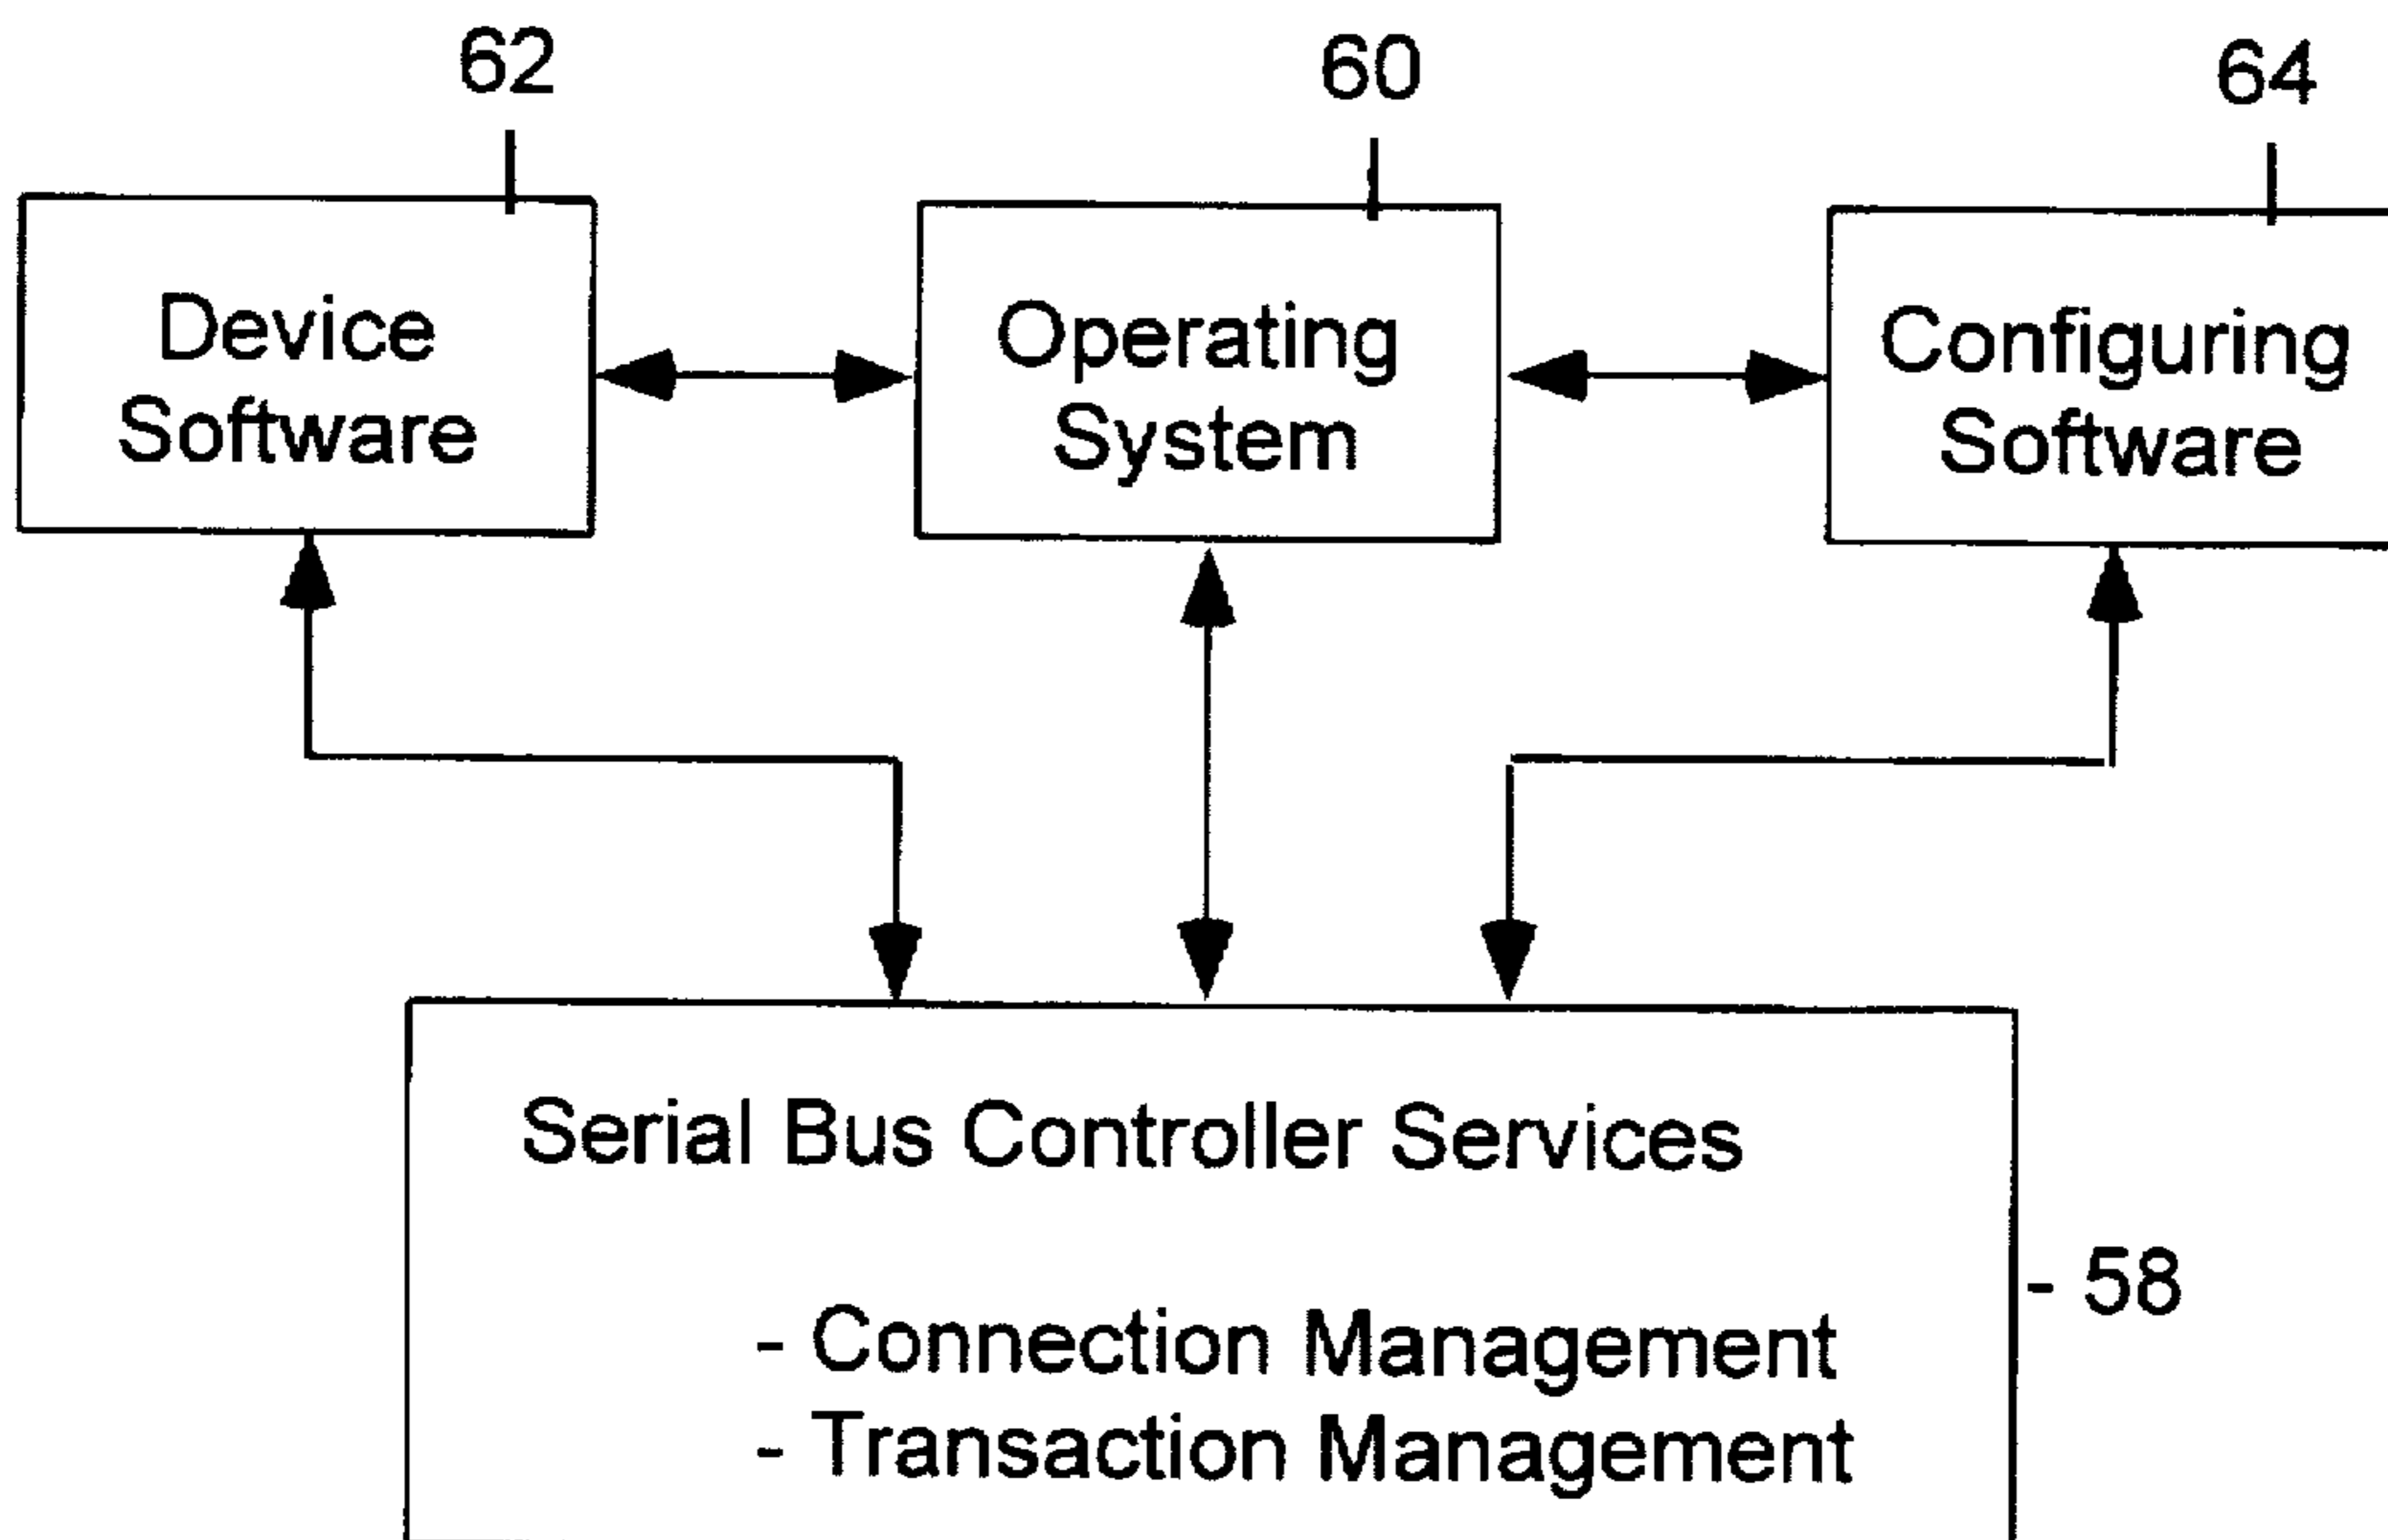 62
60
64
Device
Software
Operating
System
Configuring
Software
Serial Bus Controller Services
- 58
- Connection Management
- Transaction Management